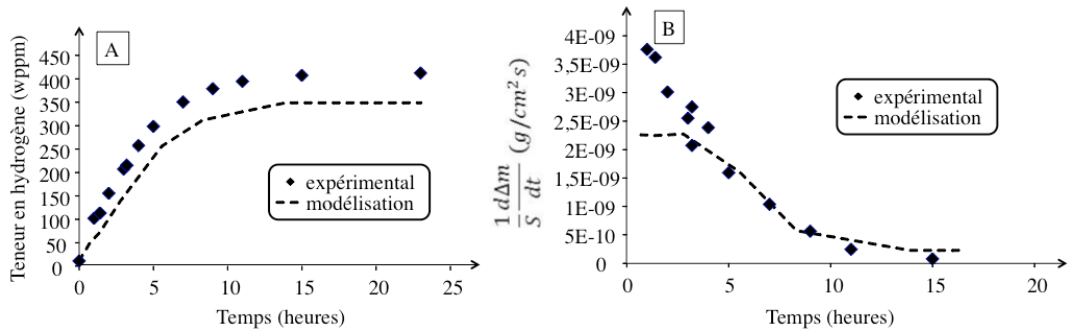 A
Teneur en hydrogène (wppm)
450
400
350
300
250
200
150
100
50
0
expérimental
modélisation
0 5 10 15 20 25
Temps (heures)
B
1 dΔm
S dt
(g/cm² s)
4E-09
3,5E-09
3E-09
2,5E-09
2E-09
1,5E-09
1E-09
5E-10
0
expérimental
modélisation
0 5 10 15 20
Temps (heures)